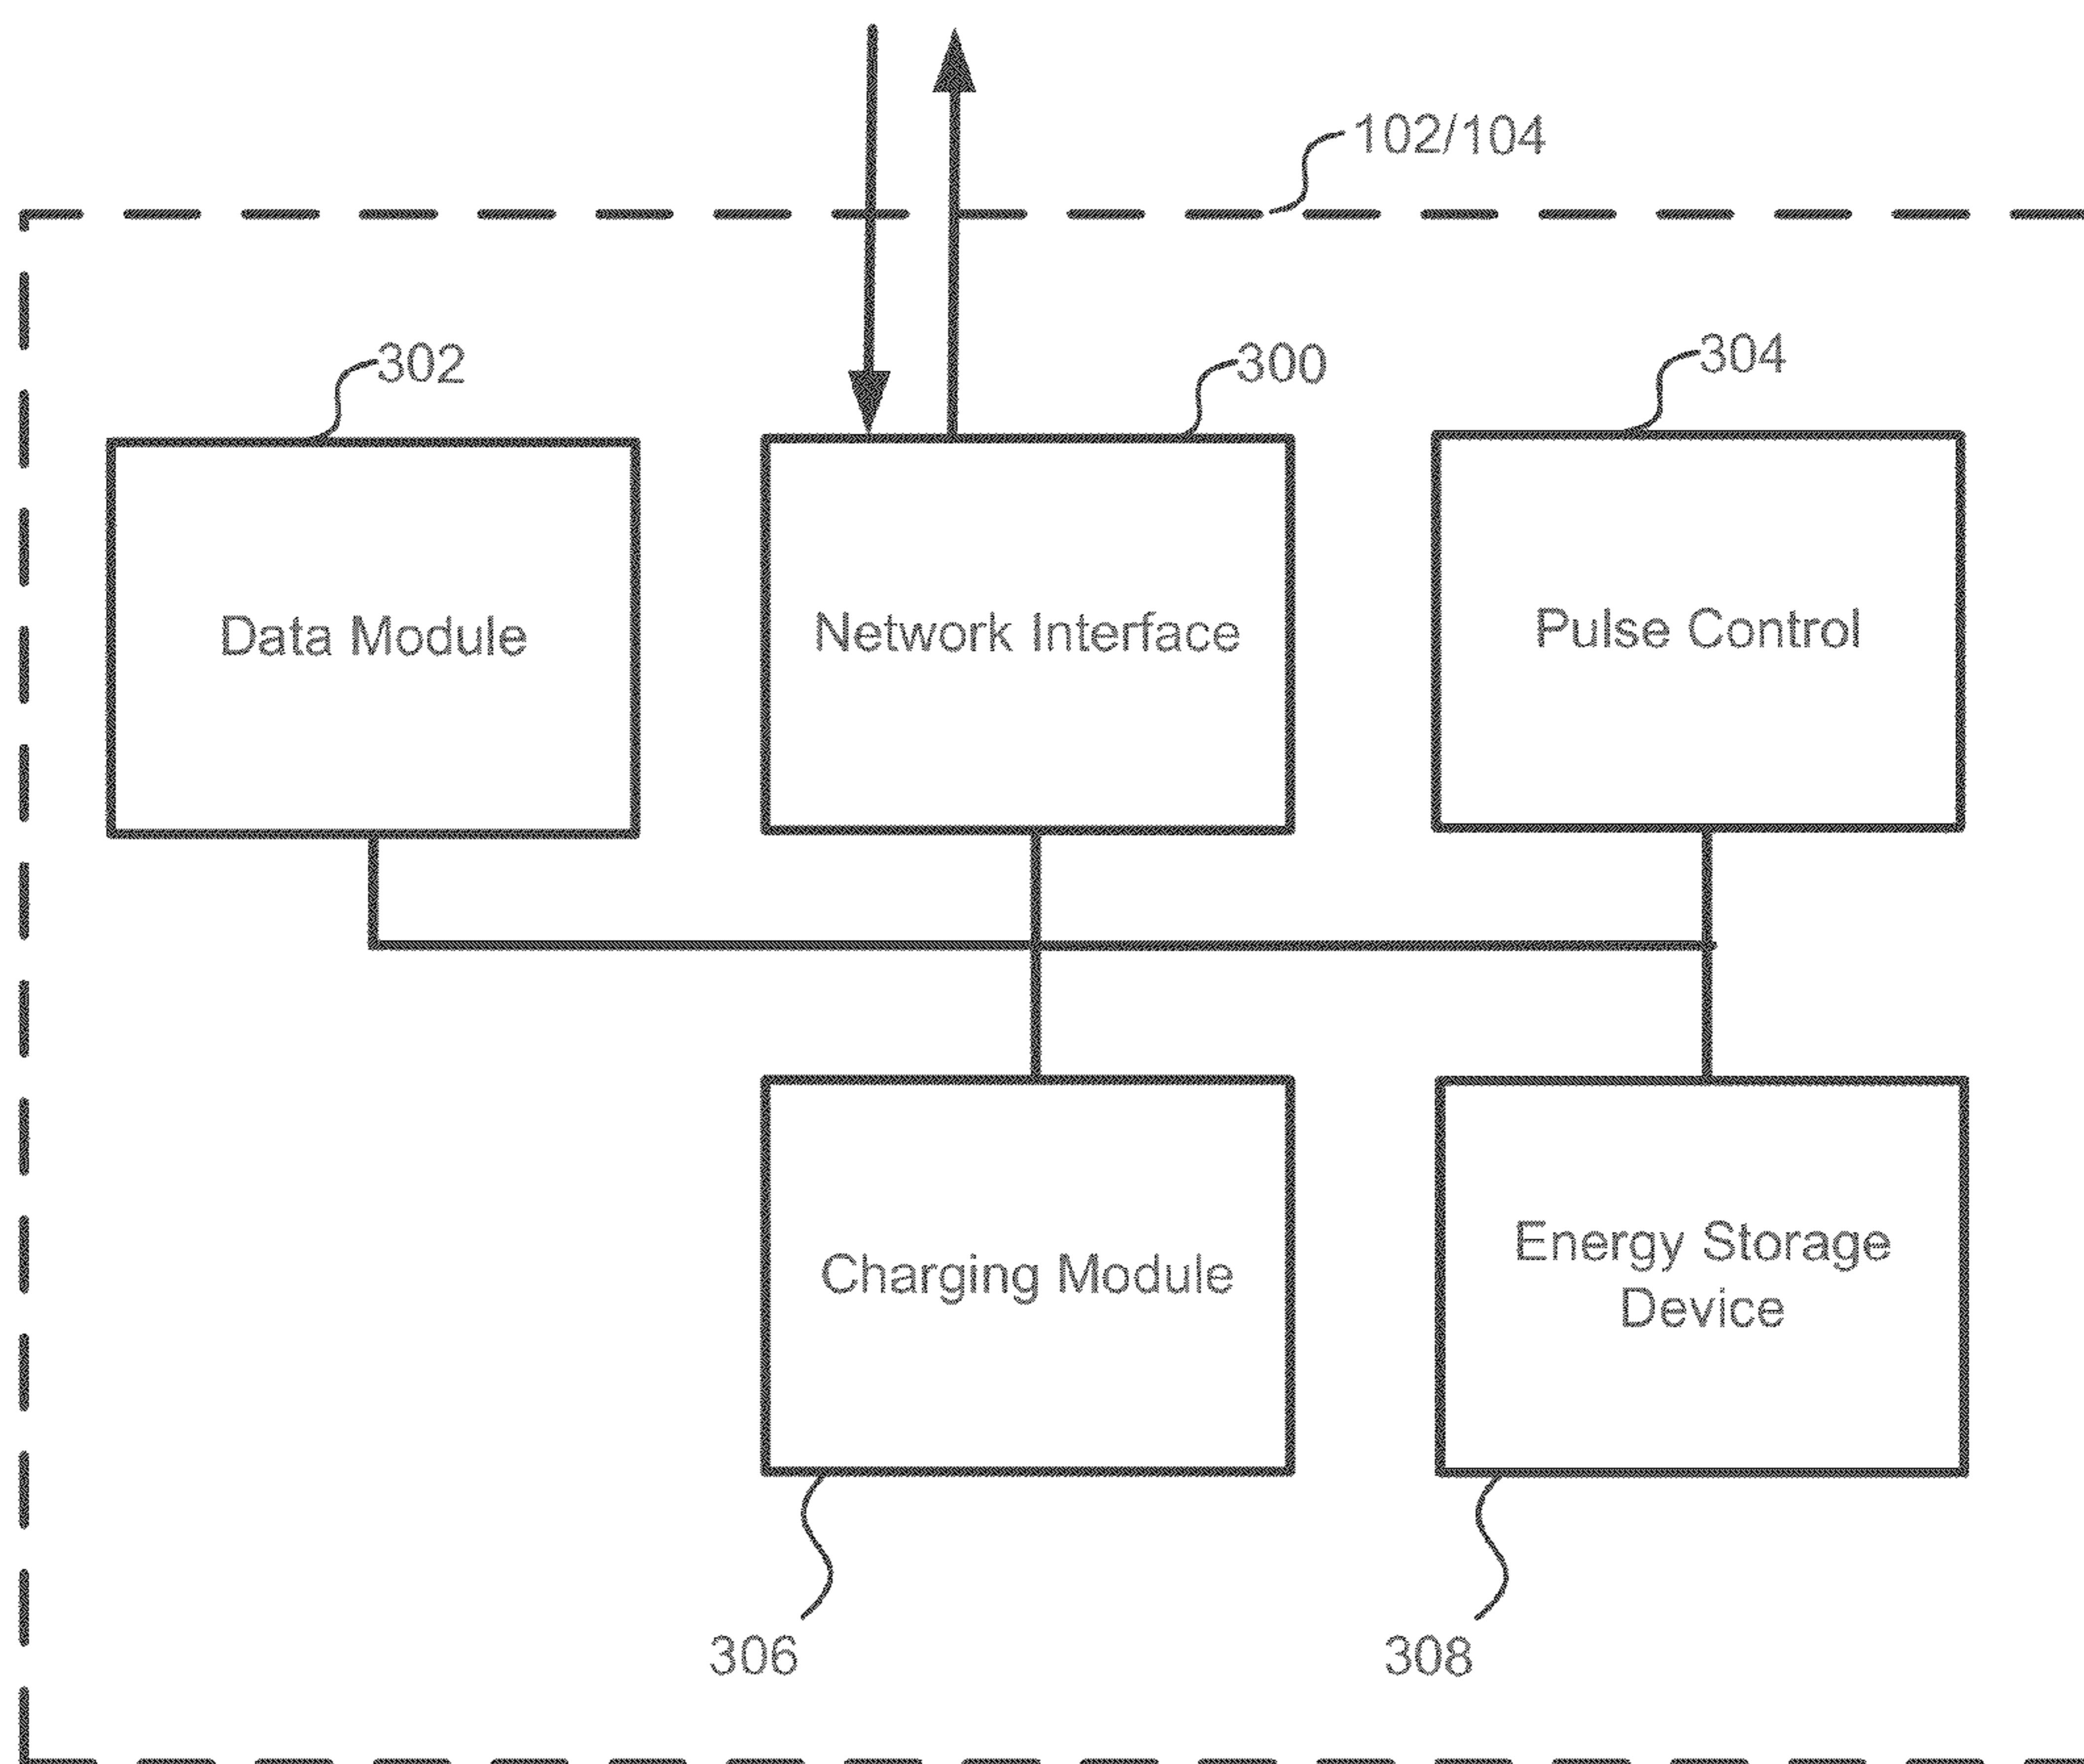 102/104
302
300
304
Data Module
Network Interface
Pulse Control
Charging Module
Energy Storage
Device
306
308